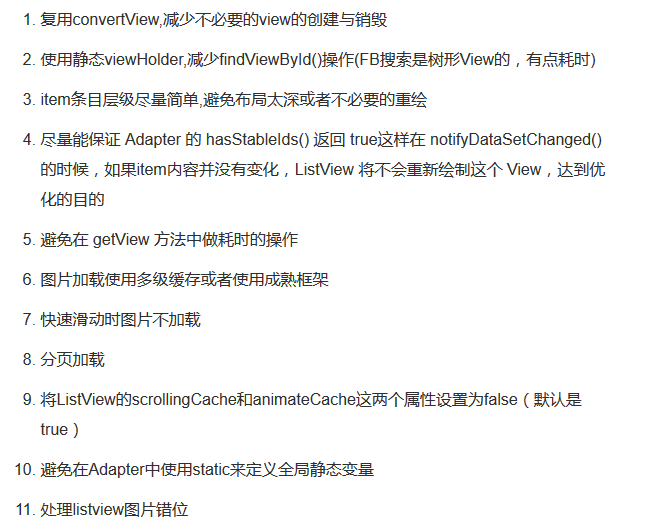 1. 复用convertView,减少不必要的view的创建与销毁
2. 使用静态viewHolder,减少findViewById()操作(FB搜索是树形View的，有点耗时)
3. item条目层级尽量简单,避免布局太深或者不必要的重绘
4. 尽量能保证 Adapter 的 hasStableIds() 返回 true这样在 notifyDataSetChanged()
的时候，如果item内容并没有变化，ListView 将不会重新绘制这个 View，达到优
化的目的
5. 避免在 getView 方法中做耗时的操作
6. 图片加载使用多级缓存或者使用成熟框架
7. 快速滑动时图片不加载
8. 分页加载
9. 将ListView的scrollingCache和animateCache这两个属性设置为false（默认是
true）
10. 避免在Adapter中使用static来定义全局静态变量
11. 处理listview图片错位